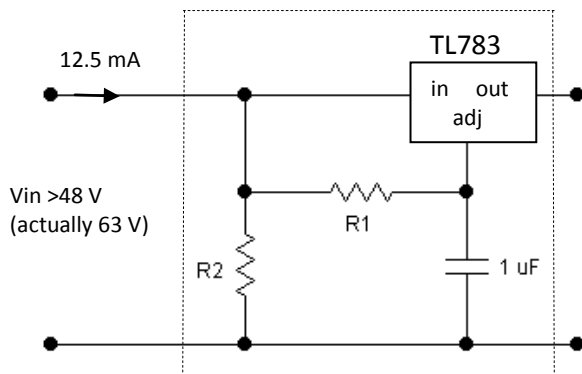 TL783
12.5 mA
in out
adj
Vin >48 V
(actually 63 V)
R1
R2
1 uF